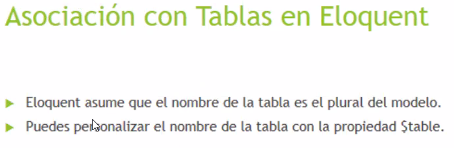 Asociación con Tablas en Eloquent
Eloquent asume que el nombre de la tabla es el plural del modelo.
Puedes personalizar el nombre de la tabla con la propiedad $table.